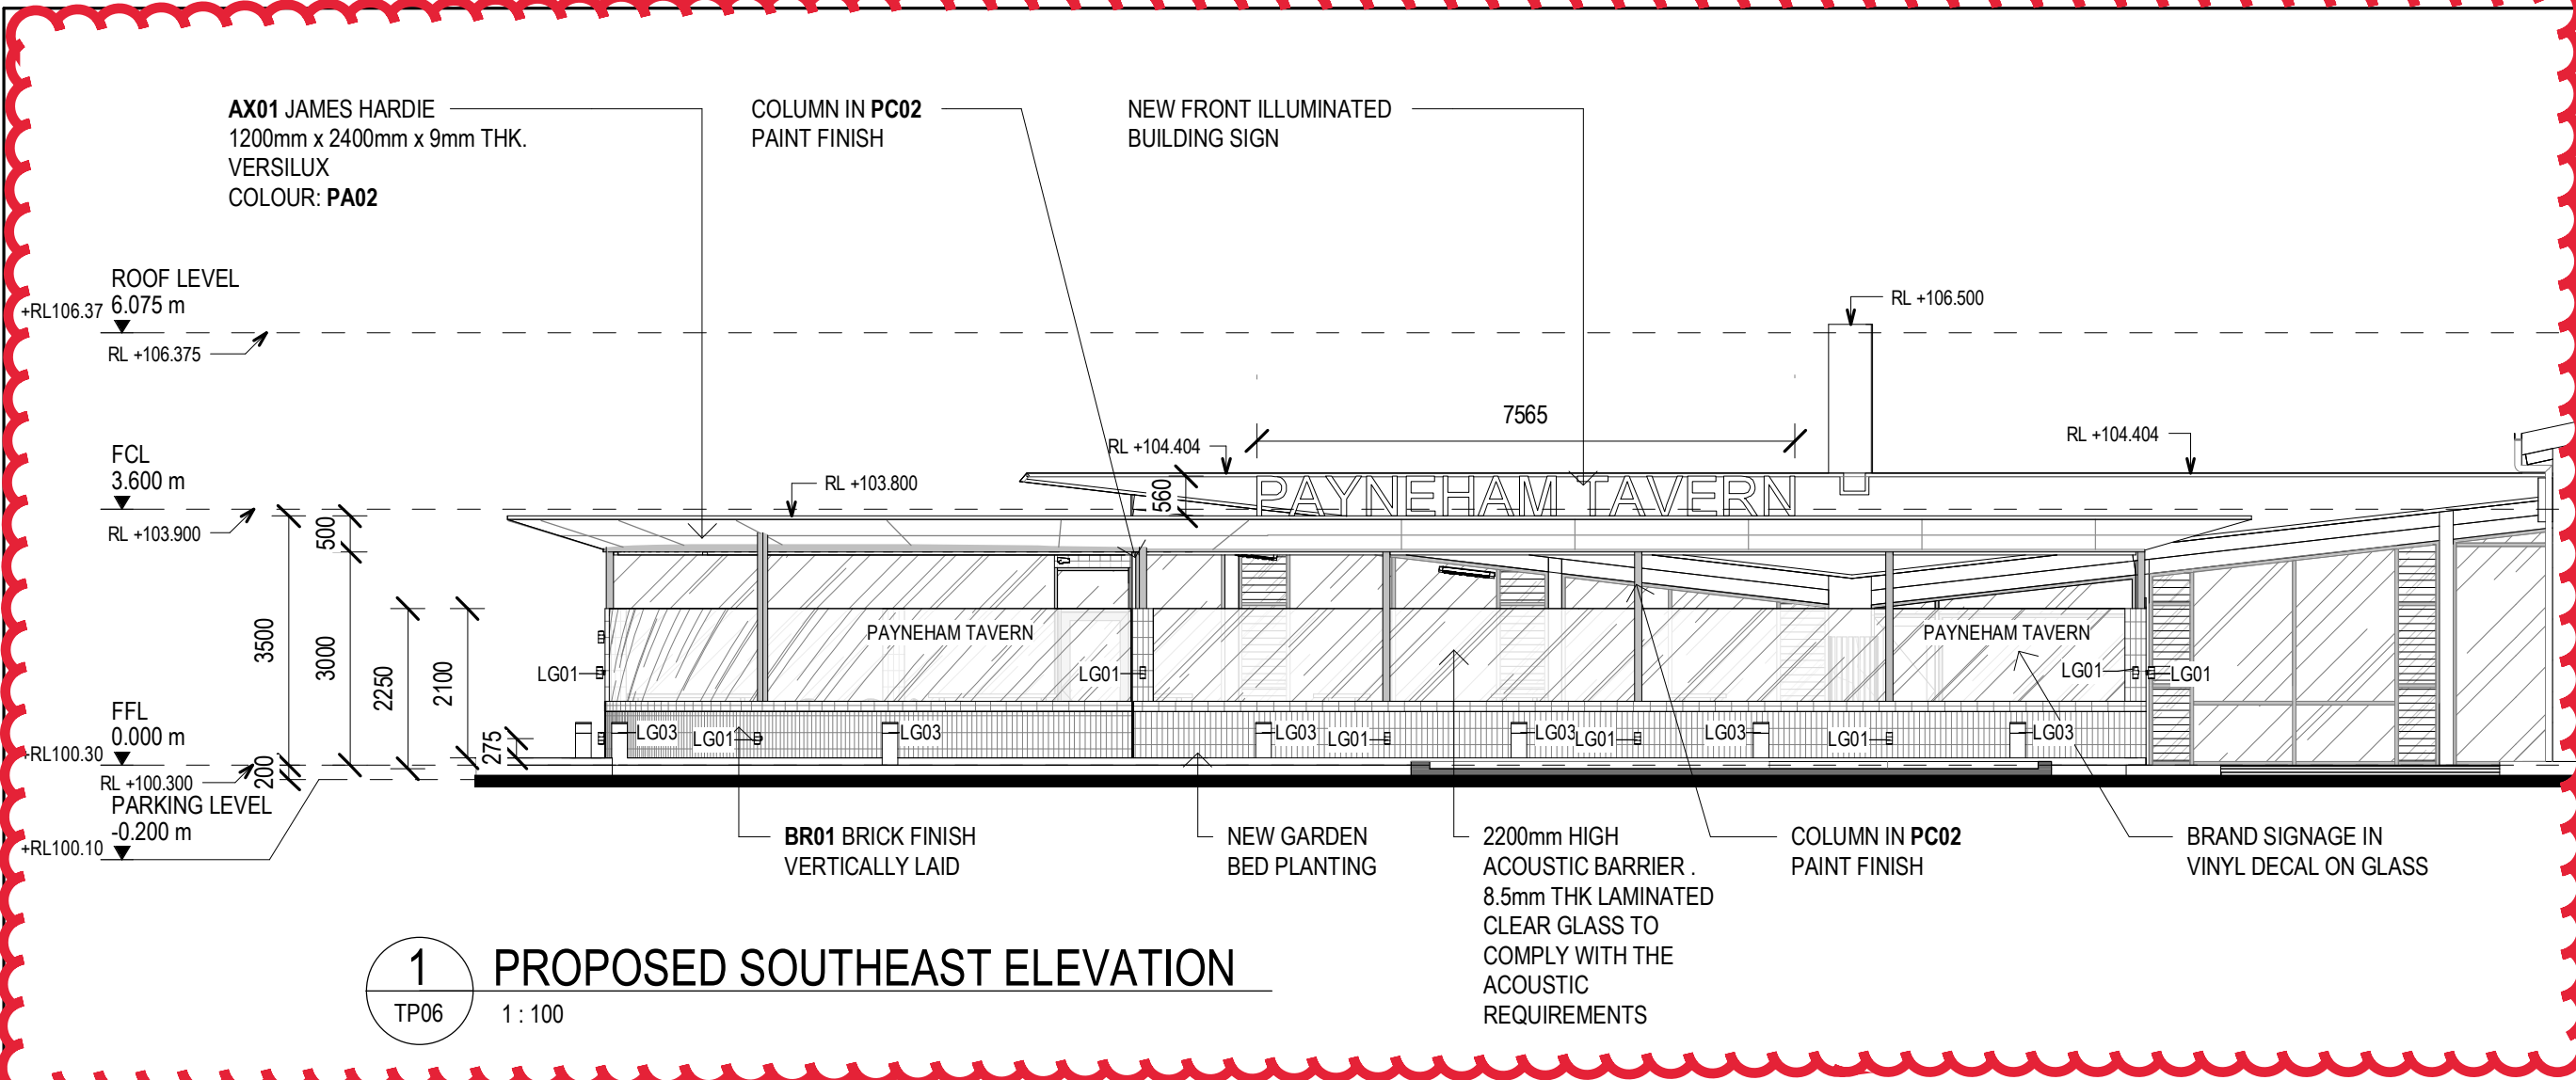 AX01 JAMES HARDIE
1200mm x 2400mm x 9mm THK.
VERSILUX
COLOUR: PA02
COLUMN IN PC02
PAINT FINISH
NEW FRONT ILLUMINATED
BUILDING SIGN
ROOF LEVEL
6.075 m
+RL106.37
RL +106.375
RL +106.500
7565
RL +104.404
RL +104.404
FCL
3.600 m
RL +103.900
RL +103.800
560
PAYNEHAM TAVERN
500
3500
3000
2250
2100
275
200
PAYNEHAM TAVERN
PAYNEHAM TAVERN
LG01
LG01
LG01
LG01
FFL
0.000 m
+RL100.30
RL +100.300
LG03
LG01
LG03
LG03
LG01
LG03
LG01
LG03
LG01
LG03
PARKING LEVEL
-0.200 m
+RL100.10
BR01 BRICK FINISH
VERTICALLY LAID
NEW GARDEN
BED PLANTING
2200mm HIGH
ACOUSTIC BARRIER .
8.5mm THK LAMINATED
CLEAR GLASS TO
COMPLY WITH THE
ACOUSTIC
REQUIREMENTS
COLUMN IN PC02
PAINT FINISH
BRAND SIGNAGE IN
VINYL DECAL ON GLASS
1
TP06
PROPOSED SOUTHEAST ELEVATION
1 : 100